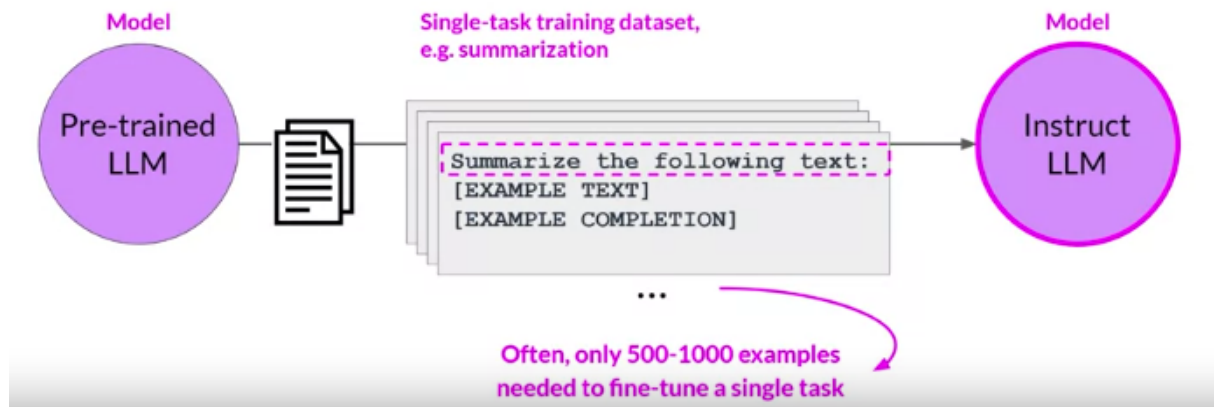 Model
Single-task training dataset,
e.g. summarization
Model
Pre-trained
LLM
Summarize the following text:
[EXAMPLE TEXT]
[EXAMPLE COMPLETION]
...
Instruct
LLM
Often, only 500-1000 examples
needed to fine-tune a single task